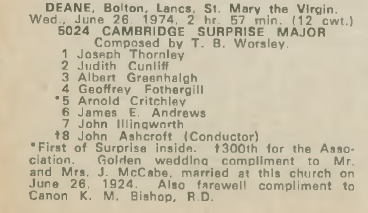 DEANE, Bolton, Lancs, St. Mary the Virgin.
Wed., June 26, 1974, 2 hr. 57 min. (12 cwt.)
5024 CAMBRIDGE SURPRISE MAJOR
Composed by T. B. Worsley.
1 Joseph Thornley
2 Judith Cunliff
3 Albert Greenhalgh
4 Geoffrey Fothergill
*5 Arnold Critchley
6 James E. Andrews
7 John Illingworth
†8 John Ashcroft (Conductor)
*First of Surprise inside. †300th for the Asso-
ciation. Golden wedding compliment to Mr.
and Mrs. J. McCabe, married at this church on
June 26, 1924. Also farewell compliment to
Canon K. M. Bishop, R.D.